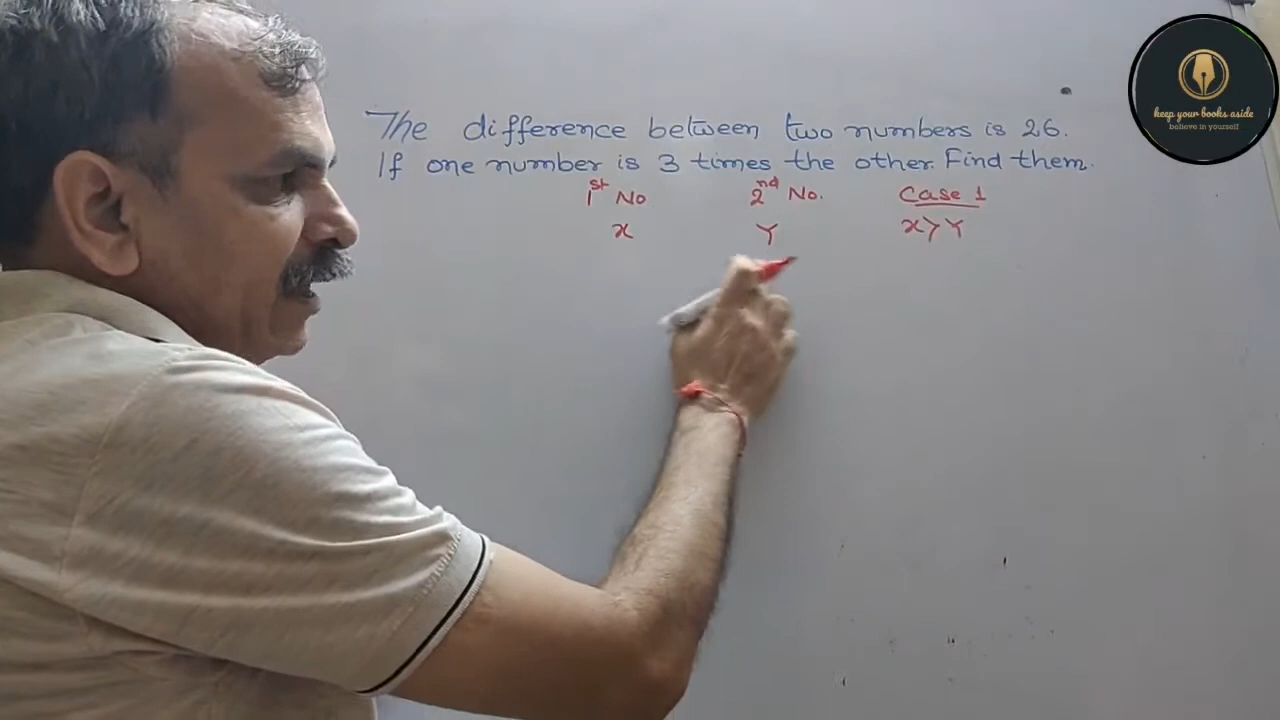 The difference between two numbers is 26.
If one number is 3 times the other. Find them.
1st No 2nd No. Case 1
x Y x>Y
keep your books aside
believe in yourself